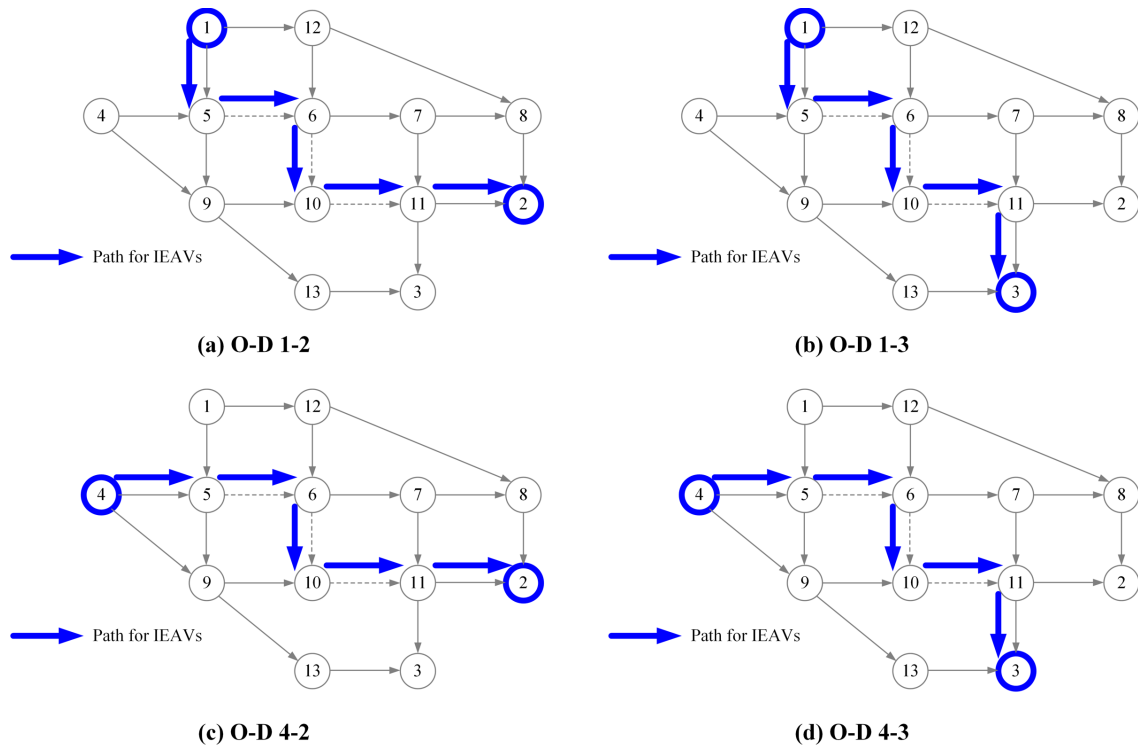 1 12
4 5 6 7 8
9 10 11 2
Path for IEAVs
13 3
(a) O-D 1-2
1 12
4 5 6 7 8
9 10 11 2
Path for IEAVs
13 3
(b) O-D 1-3
1 12
4 5 6 7 8
9 10 11 2
Path for IEAVs
13 3
(c) O-D 4-2
1 12
4 5 6 7 8
9 10 11 2
Path for IEAVs
13 3
(d) O-D 4-3